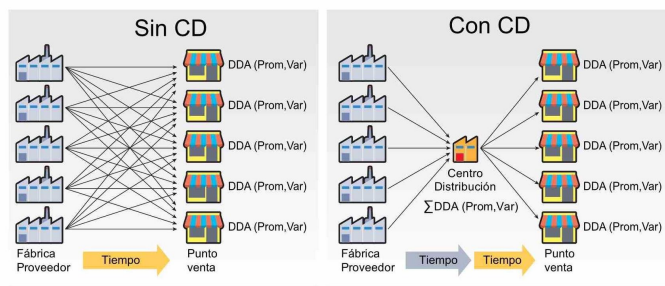 Sin CD
DDA (Prom,Var)
DDA (Prom,Var)
DDA (Prom,Var)
DDA (Prom,Var)
DDA (Prom,Var)
Fábrica
Proveedor
Tiempo
Punto
venta
Con CD
DDA (Prom,Var)
DDA (Prom,Var)
DDA (Prom,Var)
DDA (Prom,Var)
DDA (Prom,Var)
Centro
Distribución
∑DDA (Prom,Var)
Fábrica
Proveedor
Tiempo
Tiempo
Punto
venta